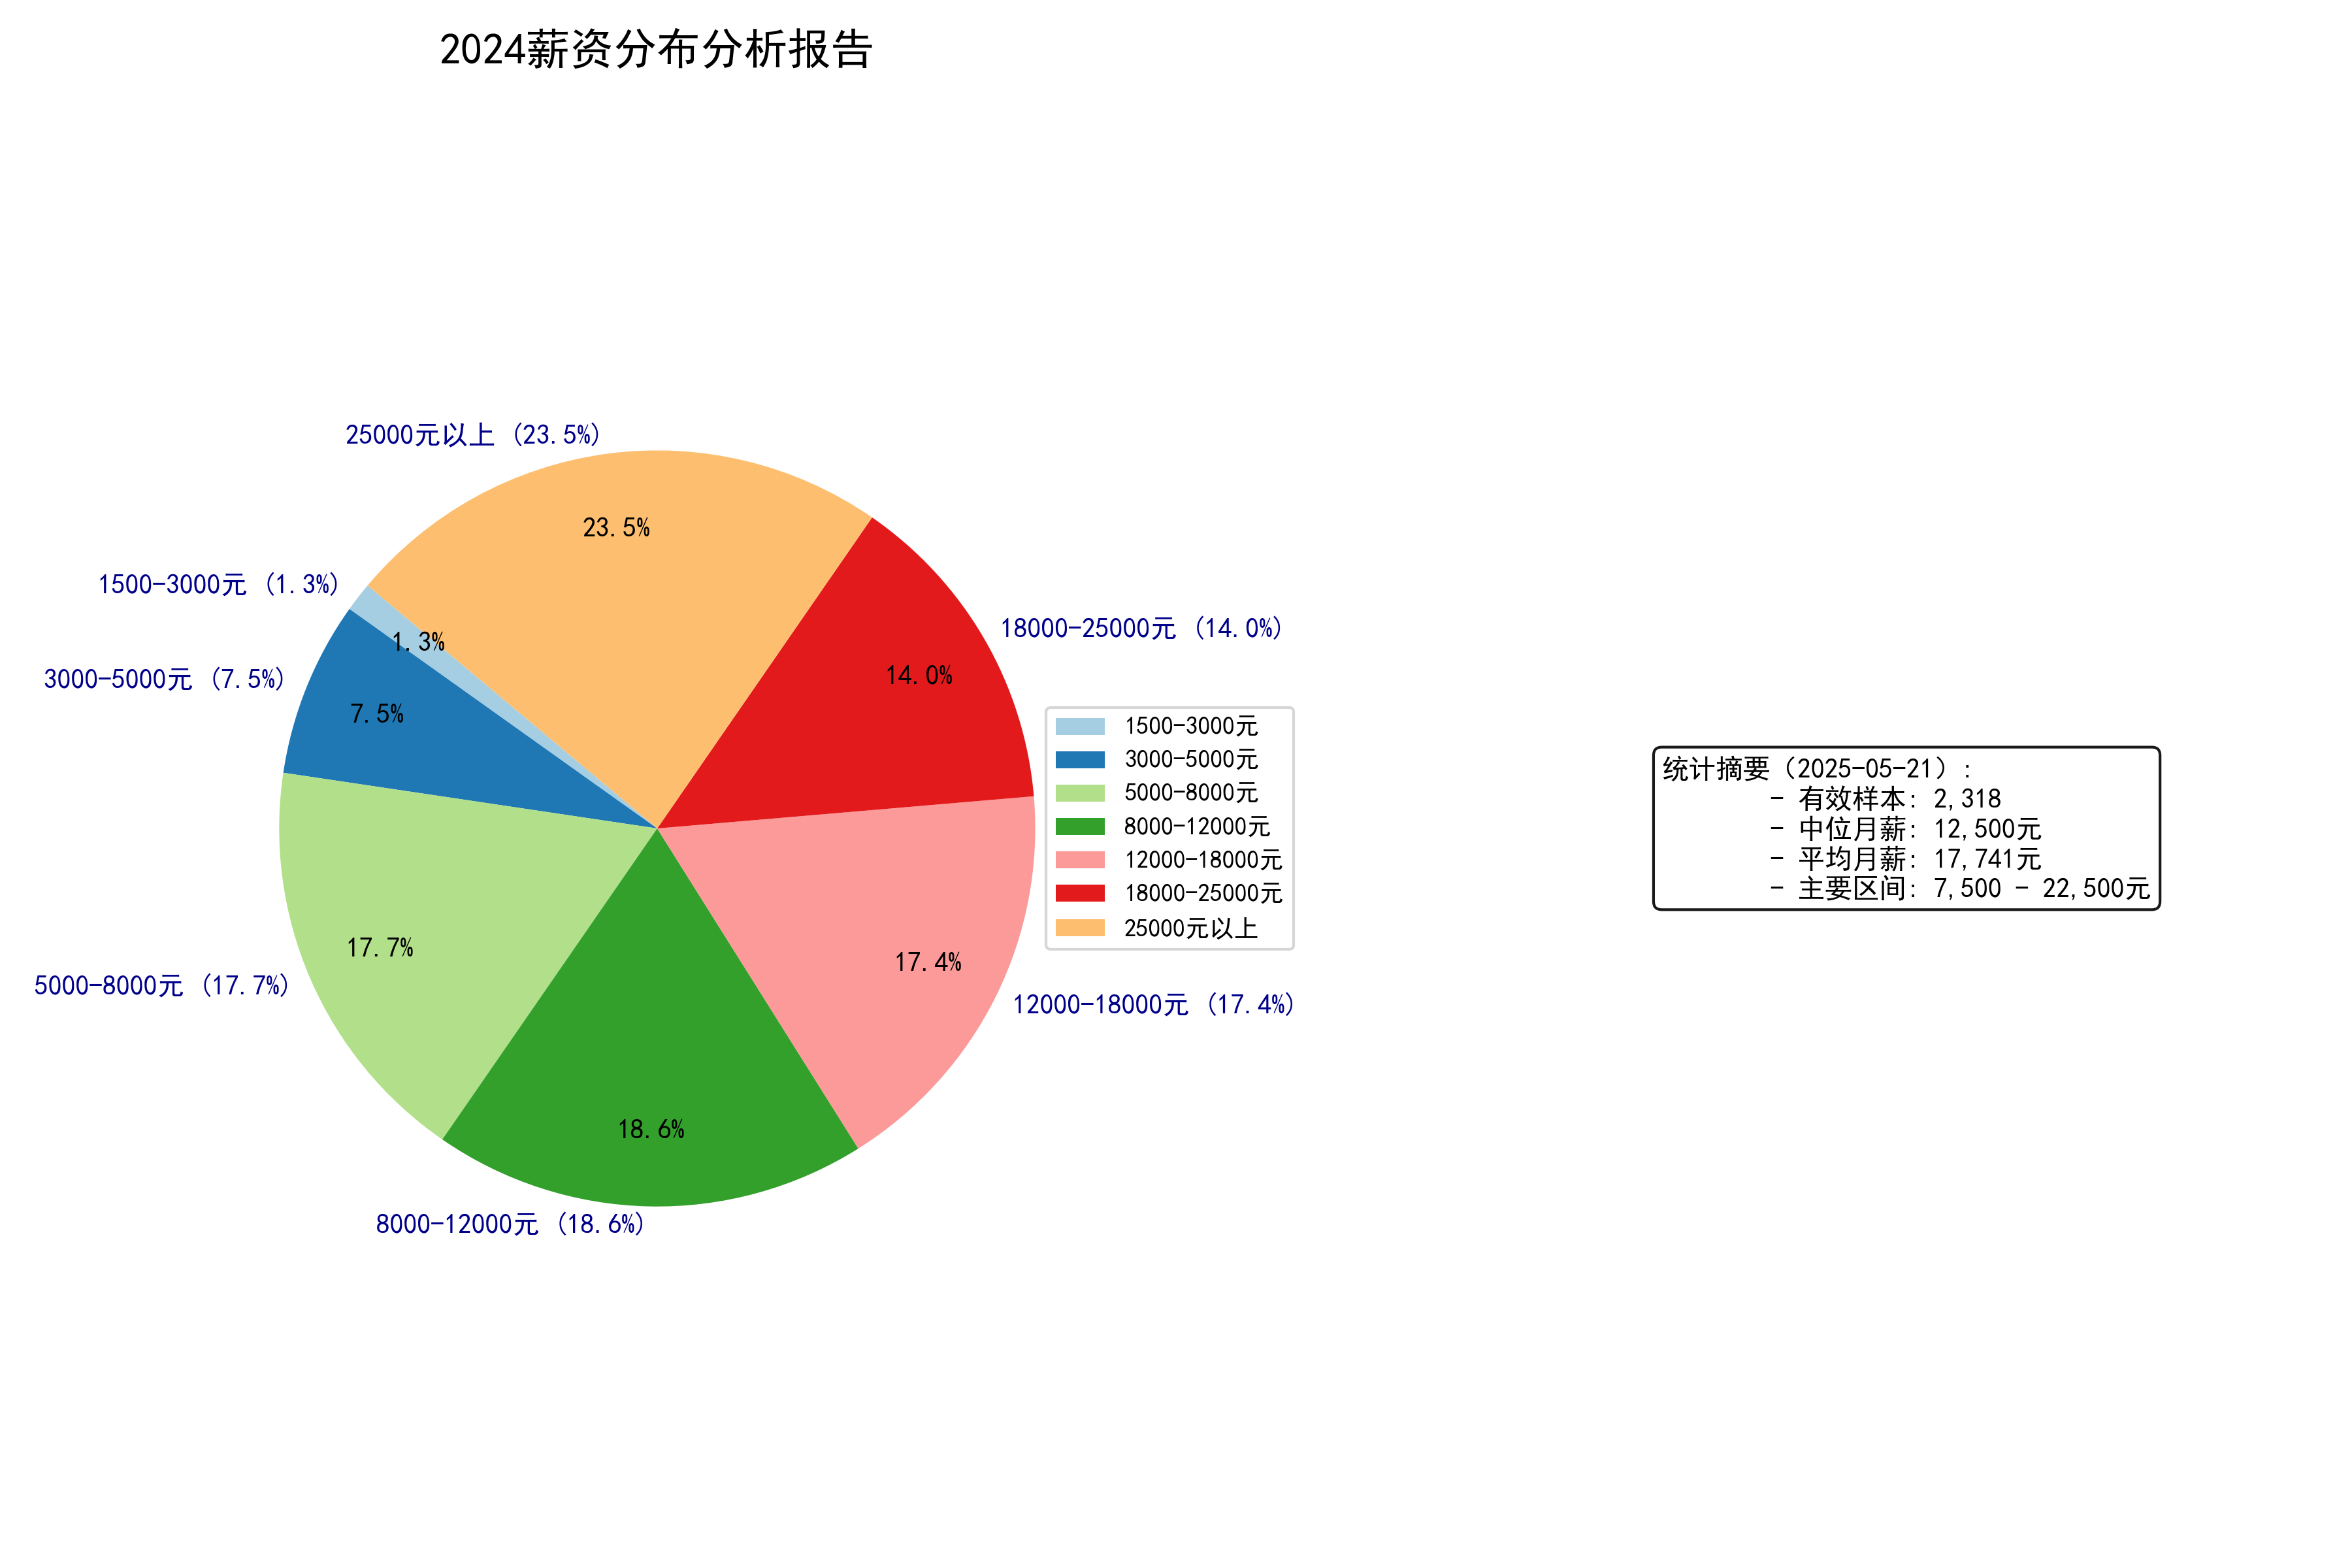 2024薪资分布分析报告
25000元以上 (23.5%)
23.5%
1500-3000元 (1.3%)
1.3%
18000-25000元 (14.0%)
14.0%
3000-5000元 (7.5%)
7.5%
5000-8000元 (17.7%)
17.7%
17.4%
12000-18000元 (17.4%)
18.6%
8000-12000元 (18.6%)
1500-3000元
3000-5000元
5000-8000元
8000-12000元
12000-18000元
18000-25000元
25000元以上
统计摘要（2025-05-21）:
- 有效样本: 2,318
- 中位月薪: 12,500元
- 平均月薪: 17,741元
- 主要区间: 7,500 - 22,500元